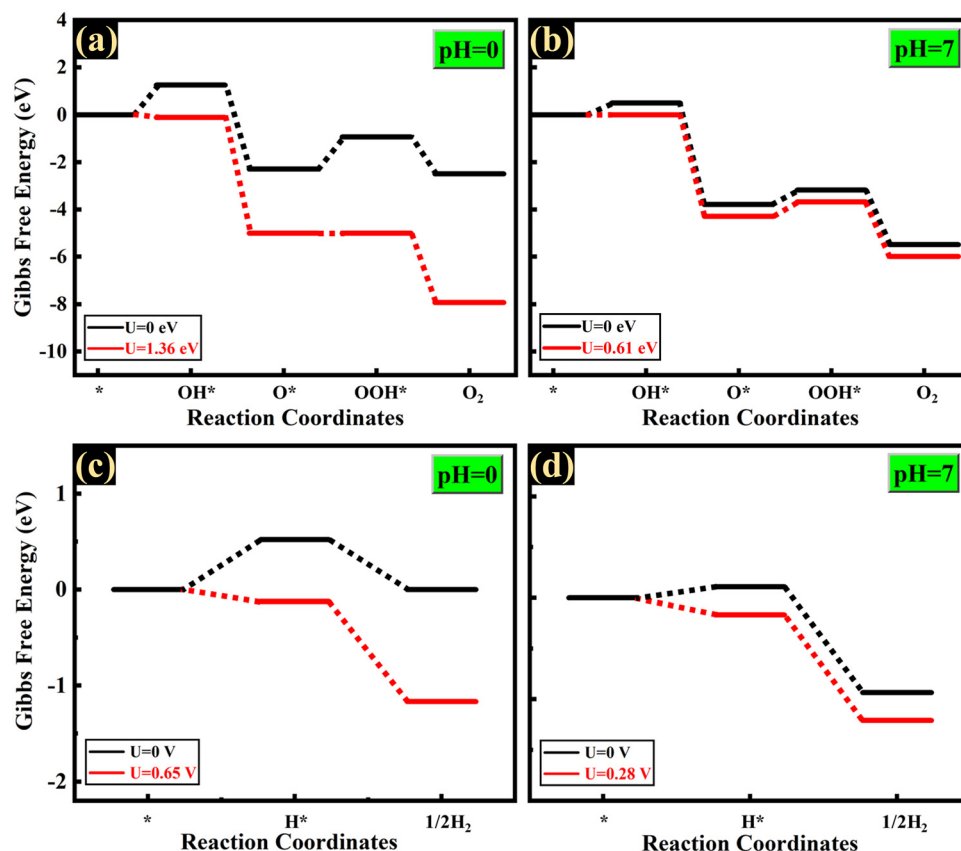 (a)
pH=0
4
2
0
-2
-4
-6
-8
-10
Gibbs Free Energy (eV)
U=0 eV
U=1.36 eV
* OH* O* OOH* O₂
Reaction Coordinates
(b)
pH=7
U=0 eV
U=0.61 eV
* OH* O* OOH* O₂
Reaction Coordinates
(c)
pH=0
1
0
-1
-2
Gibbs Free Energy (eV)
U=0 V
U=0.65 V
* H* 1/2H₂
Reaction Coordinates
(d)
pH=7
U=0 V
U=0.28 V
* H* 1/2H₂
Reaction Coordinates